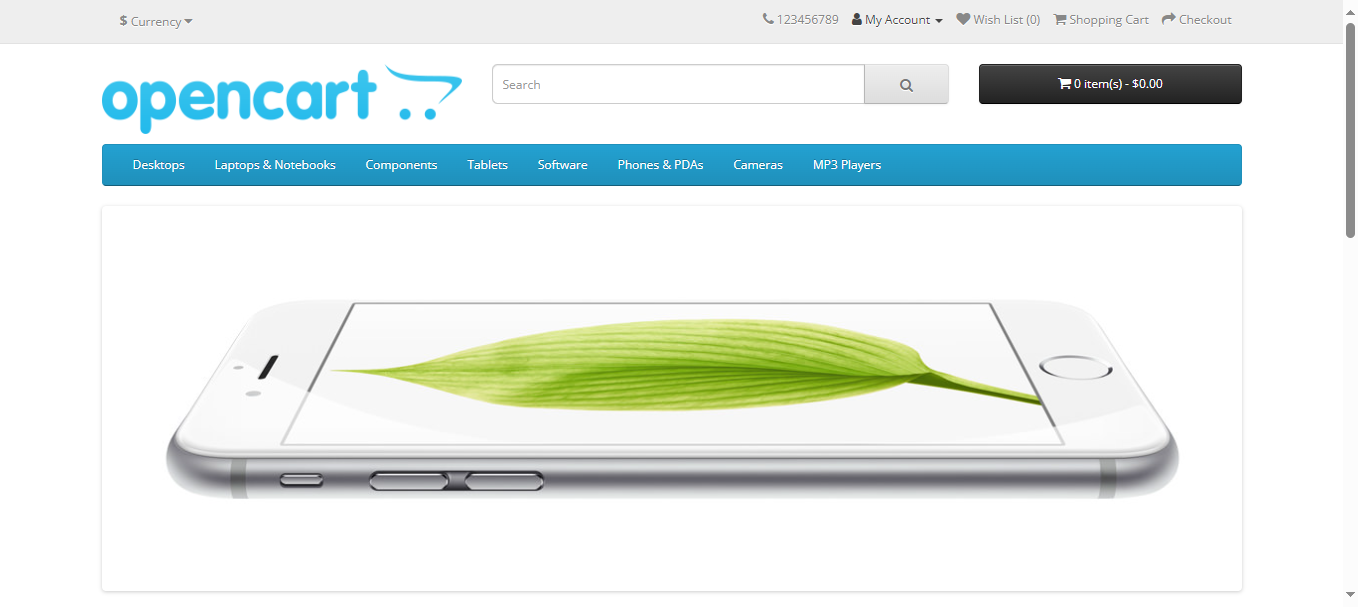 $ Currency
123456789 My Account Wish List (0) Shopping Cart Checkout
opencart
Search
0 item(s) - $0.00
Desktops Laptops & Notebooks Components Tablets Software Phones & PDAs Cameras MP3 Players